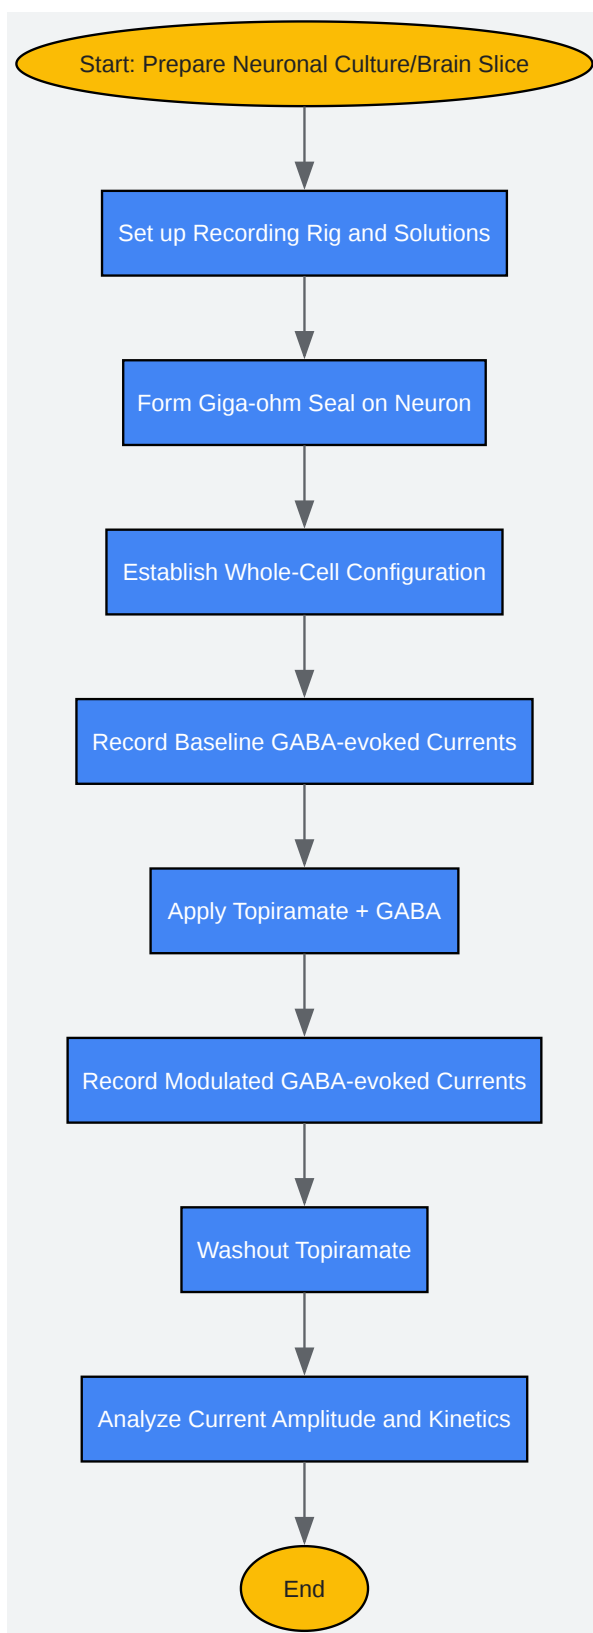 Start: Prepare Neuronal Culture/Brain Slice
Set up Recording Rig and Solutions
Form Giga-ohm Seal on Neuron
Establish Whole-Cell Configuration
Record Baseline GABA-evoked Currents
Apply Topiramate + GABA
Record Modulated GABA-evoked Currents
Washout Topiramate
Analyze Current Amplitude and Kinetics
End